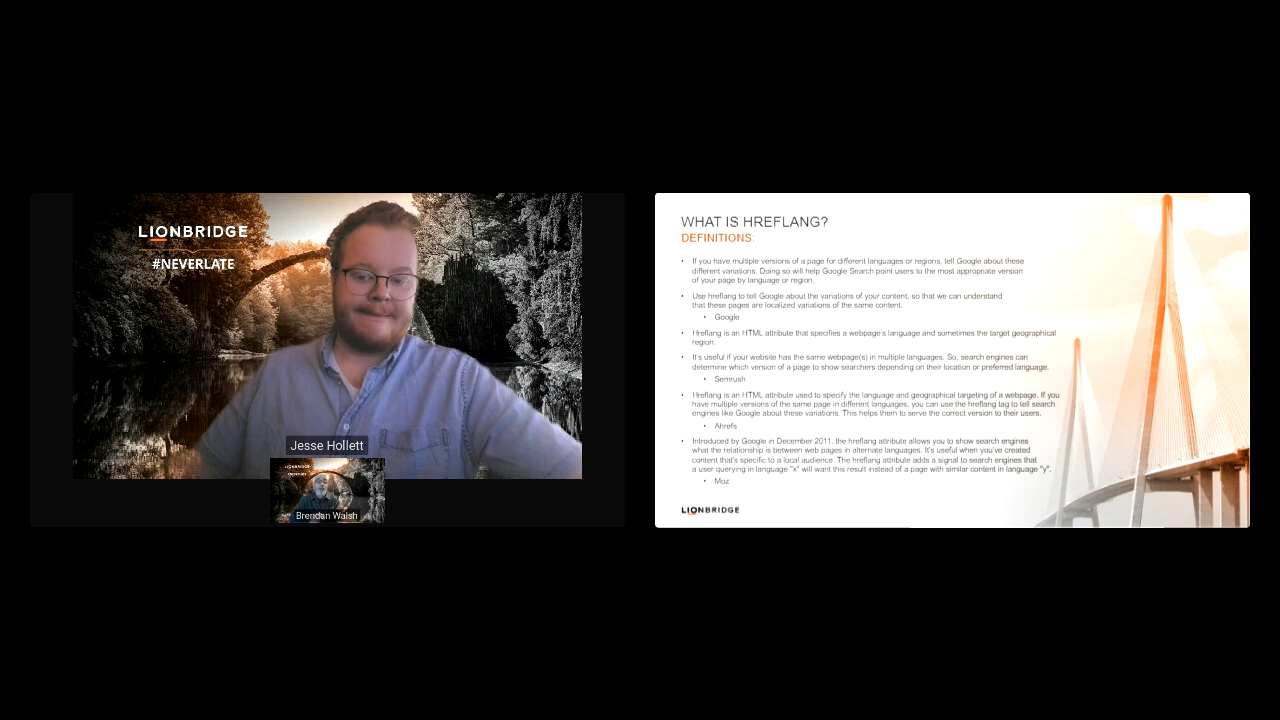 LIONBRIDGE
#NEVERLATE
Jesse Hollett
Brendan Walsh
WHAT IS HREFLANG?
DEFINITIONS:
• If you have multiple versions of a page for different languages or regions, tell Google about these
different variations. Doing so will help Google Search point users to the most appropriate version
of your page by language or region.
• Use hreflang to tell Google about the variations of your content, so that we can understand
that these pages are localized variations of the same content.
• Google
• Hreflang is an HTML attribute that specifies a webpage's language and sometimes the target geographical
region.
• It's useful if your website has the same webpage(s) in multiple languages. So, search engines can
determine which version of a page to show searchers depending on their location or preferred language.
• Semrush
• Hreflang is an HTML attribute used to specify the language and geographical targeting of a webpage. If you
have multiple versions of the same page in different languages, you can use the hreflang tag to tell search
engines like Google about these variations. This helps them to serve the correct version to their users.
• Ahrefs
• Introduced by Google in December 2011, the hreflang attribute allows you to show search engines
what the relationship is between web pages in alternate languages. It's useful when you've created
content that's specific to a local audience. The hreflang attribute adds a signal to search engines that
a user querying in language "x" will want this result instead of a page with similar content in language "y".
• Moz
LIONBRIDGE